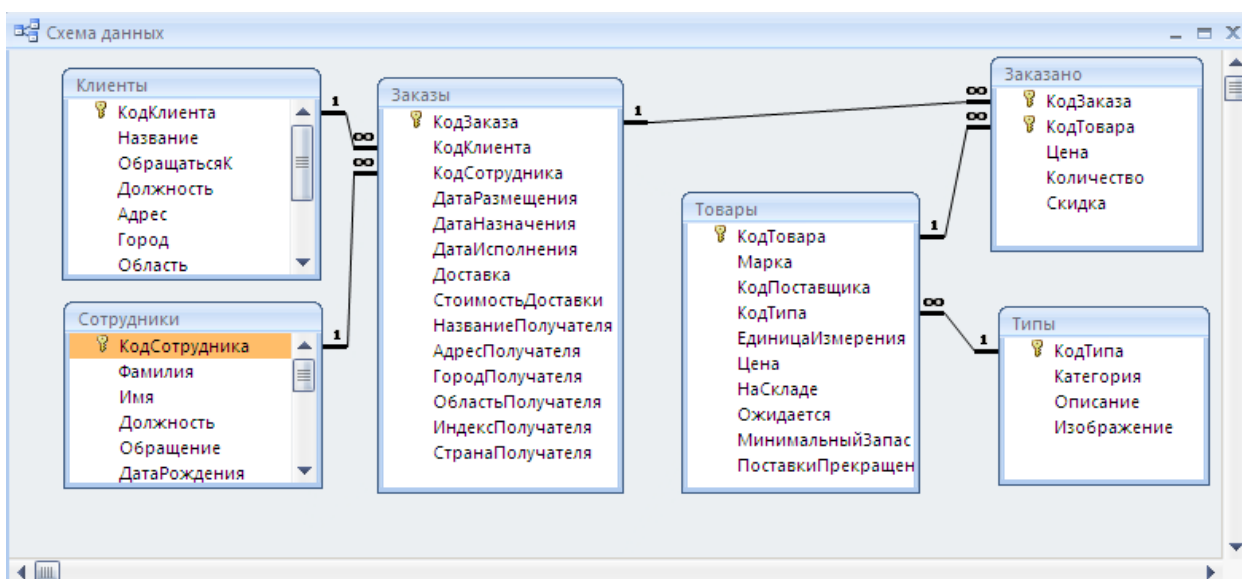 Схема данных
Клиенты
КодКлиента
Название
ОбращатьсяК
Должность
Адрес
Город
Область
Сотрудники
КодСотрудника
Фамилия
Имя
Должность
Обращение
ДатаРождения
Заказы
КодЗаказа
КодКлиента
КодСотрудника
ДатаРазмещения
ДатаНазначения
ДатаИсполнения
Доставка
СтоимостьДоставки
НазваниеПолучателя
АдресПолучателя
ГородПолучателя
ОбластьПолучателя
ИндексПолучателя
СтранаПолучателя
Товары
КодТовара
Марка
КодПоставщика
КодТипа
ЕдиницаИзмерения
Цена
НаСкладе
Ожидается
МинимальныйЗапас
ПоставкиПрекращен
Заказано
КодЗаказа
КодТовара
Цена
Количество
Скидка
Типы
КодТипа
Категория
Описание
Изображение
1
∞
∞
1
1
∞
∞
1
∞
1